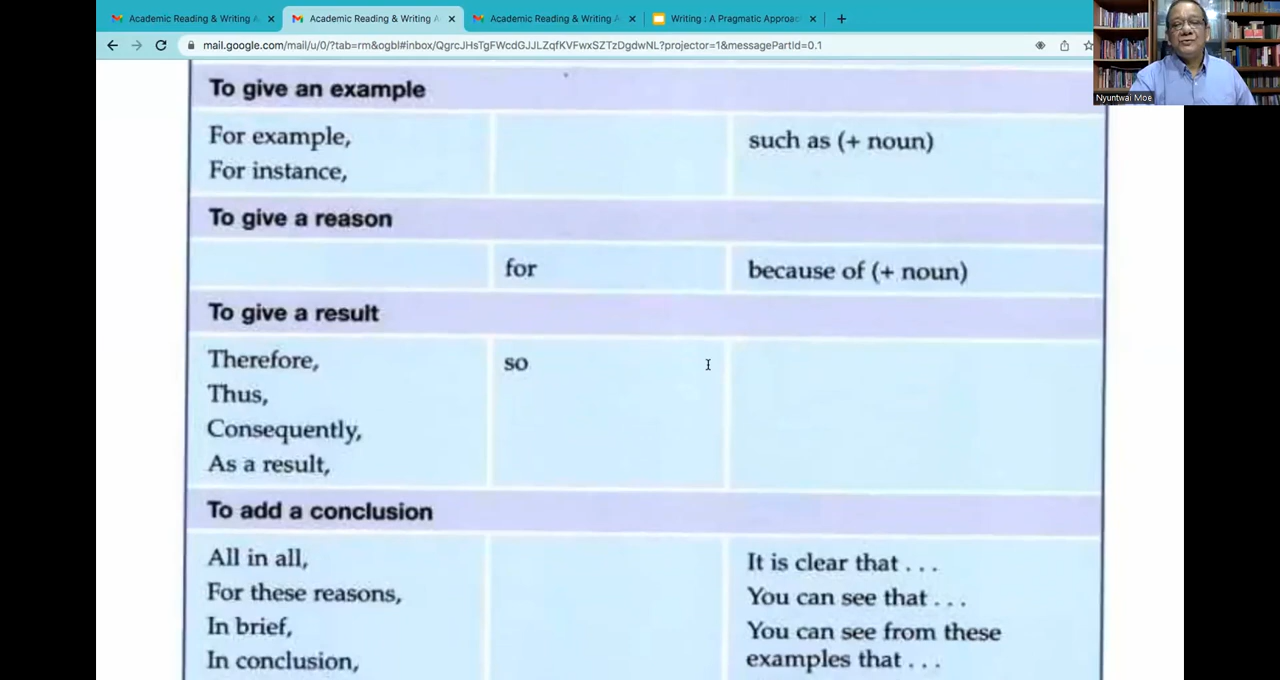 Academic Reading & Writing A
Academic Reading & Writing A
Academic Reading & Writing A
Writing : A Pragmatic Approac
mail.google.com/mail/u/0/?tab=rm&ogbl#inbox/QgrcJHsTgFWcdGJJLZqfKVFwxSZTzDgdwNL?projector=1&messagePartId=0.1
Nyuntwai Moe
To give an example
For example,
such as (+ noun)
For instance,
To give a reason
for
because of (+ noun)
To give a result
Therefore,
so
Thus,
Consequently,
As a result,
To add a conclusion
All in all,
It is clear that . . .
For these reasons,
You can see that . . .
In brief,
You can see from these
In conclusion,
examples that . . .